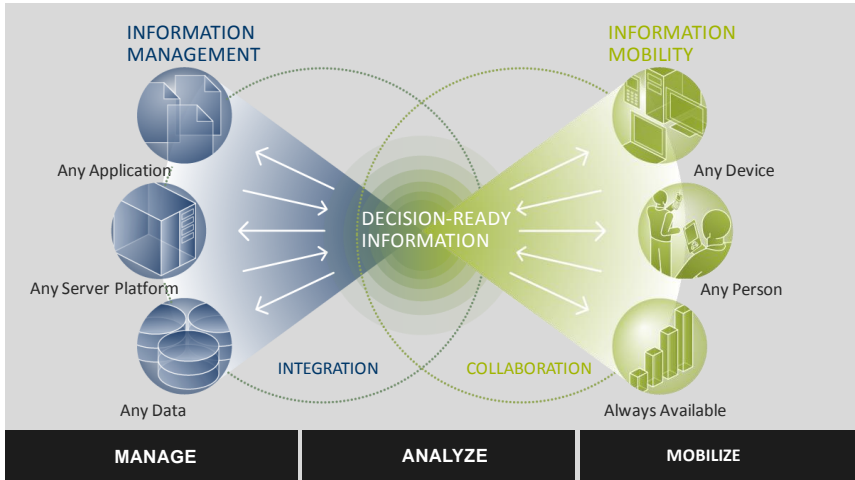 INFORMATION
MANAGEMENT
INFORMATION
MOBILITY
Any Application
Any Device
DECISION-READY
INFORMATION
Any Server Platform
Any Person
INTEGRATION
COLLABORATION
Any Data
Always Available
MANAGE
ANALYZE
MOBILIZE